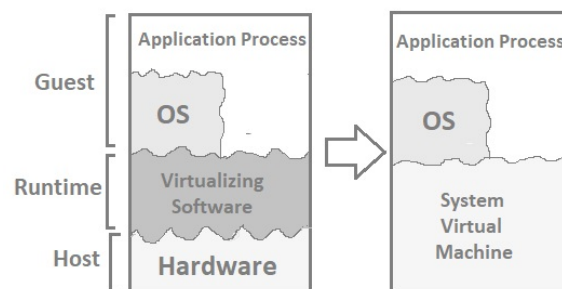 Guest
Runtime
Host
Application Process
OS
Virtualizing
Software
Hardware
Application Process
OS
System
Virtual
Machine